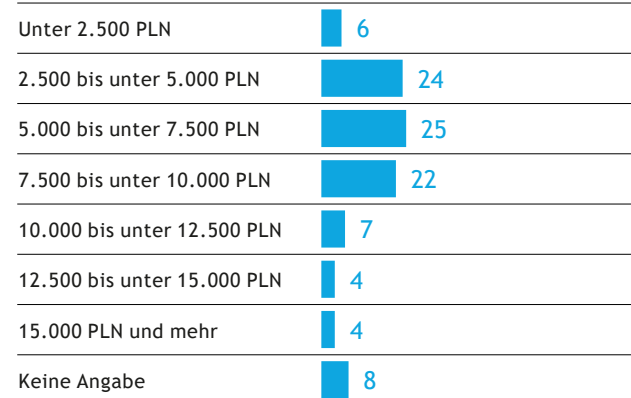 Unter 2.500 PLN 6
2.500 bis unter 5.000 PLN 24
5.000 bis unter 7.500 PLN 25
7.500 bis unter 10.000 PLN 22
10.000 bis unter 12.500 PLN 7
12.500 bis unter 15.000 PLN 4
15.000 PLN und mehr 4
Keine Angabe 8